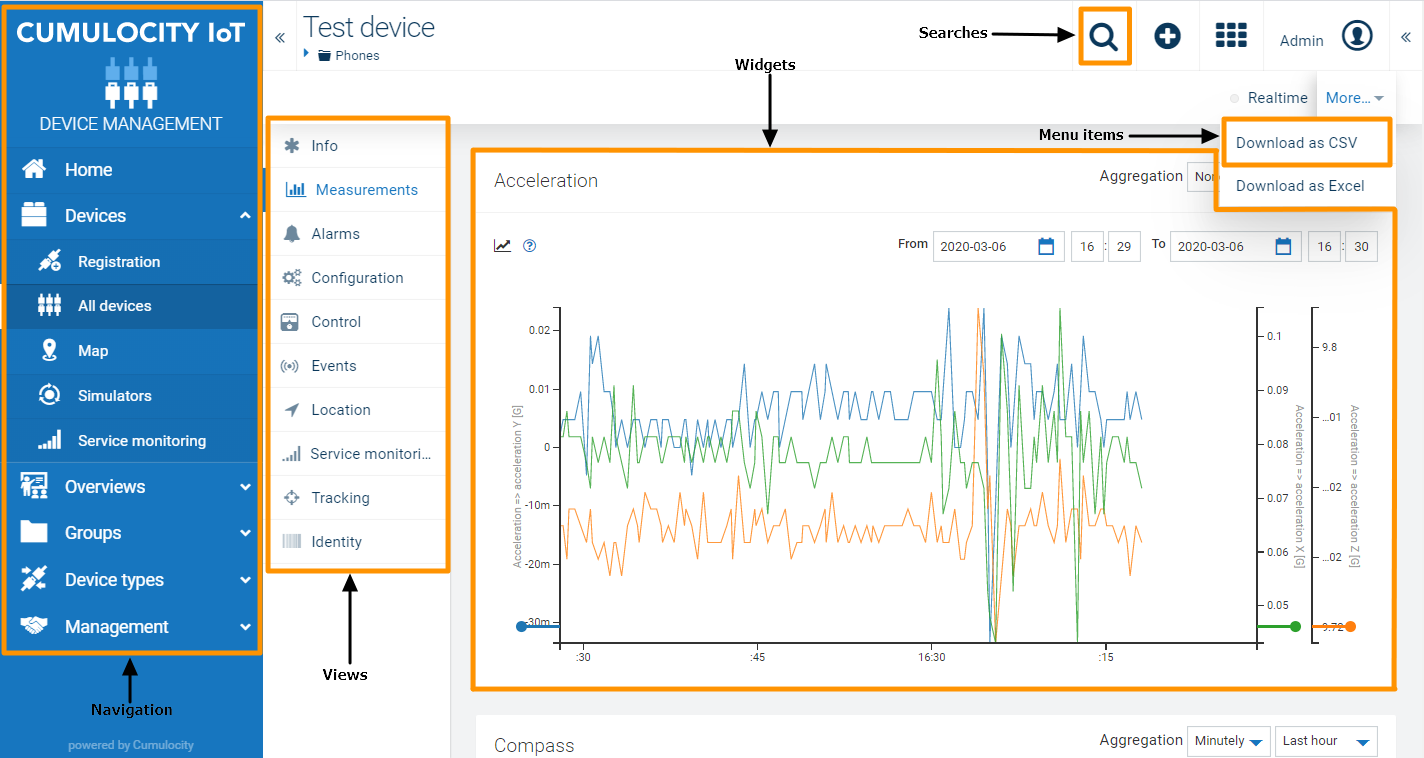 CUMULOCITY IoT
DEVICE MANAGEMENT
Home
Devices
Registration
All devices
Map
Simulators
Service monitoring
Overviews
Groups
Device types
Management
Navigation
powered by Cumulocity
«
Test device
Phones
Searches
Admin
«
Widgets
Realtime
More...
Menu items
Download as CSV
Download as Excel
Info
Measurements
Alarms
Configuration
Control
Events
Location
Service monitori...
Tracking
Identity
Views
Acceleration
Aggregation
?
From 2020-03-06 16 : 29 To 2020-03-06 16 : 30
0.02
0.01
0
-10m
-20m
-30m
Acceleration => acceleration Y [G]
:30 :45 16:30 :15
0.1
0.09
0.08
0.07
0.06
0.05
Acceleration => acceleration X [G]
9.8
...01
...02
...02
9.72
Acceleration => acceleration Z [G]
Compass
Aggregation Minutely Last hour